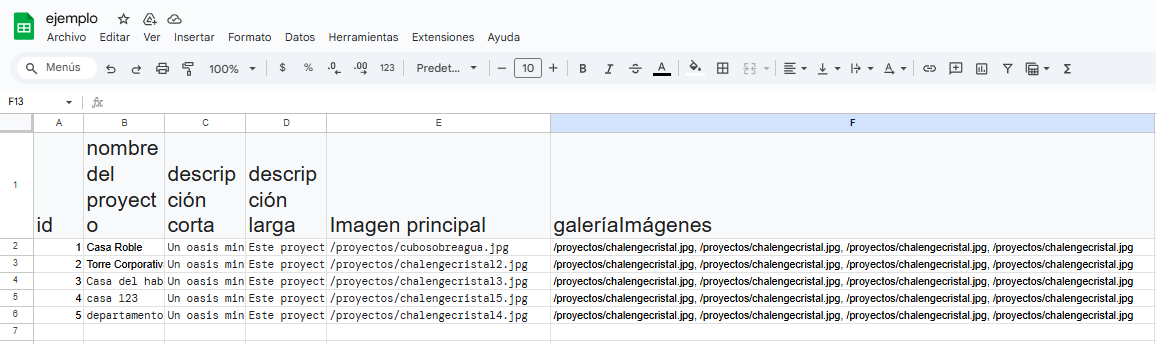 ejemplo
Archivo Editar Ver Insertar Formato Datos Herramientas Extensiones Ayuda
Menús 100% $ % .0 .00 123 Predet... 10 B I A
F13 fx
A B C D E F
1 id nombre del proyecto descripción corta descripción larga Imagen principal galeríaImágenes
2 1 Casa Roble Un oasis min Este proyect /proyectos/cubosobreagua.jpg /proyectos/chalengecristal.jpg, /proyectos/chalengecristal.jpg, /proyectos/chalengecristal.jpg, /proyectos/chalengecristal.jpg
3 2 Torre Corporativa Un oasis min Este proyect /proyectos/chalengecristal2.jpg /proyectos/chalengecristal.jpg, /proyectos/chalengecristal.jpg, /proyectos/chalengecristal.jpg, /proyectos/chalengecristal.jpg
4 3 Casa del hab Un oasis min Este proyect /proyectos/chalengecristal3.jpg /proyectos/chalengecristal.jpg, /proyectos/chalengecristal.jpg, /proyectos/chalengecristal.jpg, /proyectos/chalengecristal.jpg
5 4 casa 123 Un oasis min Este proyect /proyectos/chalengecristal5.jpg /proyectos/chalengecristal.jpg, /proyectos/chalengecristal.jpg, /proyectos/chalengecristal.jpg, /proyectos/chalengecristal.jpg
6 5 departamento Un oasis min Este proyect /proyectos/chalengecristal4.jpg /proyectos/chalengecristal.jpg, /proyectos/chalengecristal.jpg, /proyectos/chalengecristal.jpg, /proyectos/chalengecristal.jpg
7